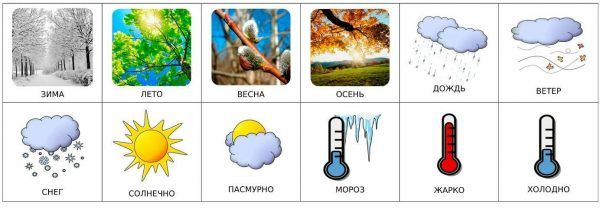 ЗИМА
ЛЕТО
ВЕСНА
ОСЕНЬ
ДОЖДЬ
ВЕТЕР
СНЕГ
СОЛНЕЧНО
ПАСМУРНО
МОРОЗ
ЖАРКО
ХОЛОДНО